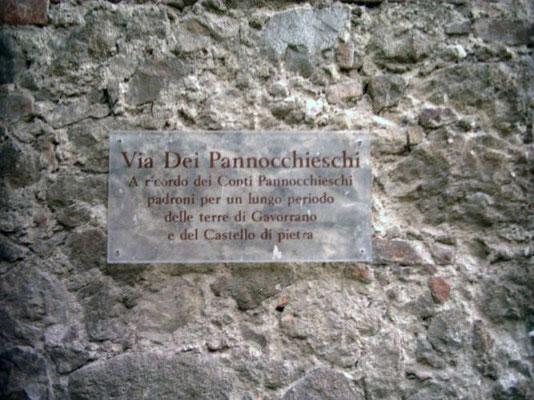 Via Dei Pannocchieschi
A r'cordo dei Conti Pannocchieschi
padroni per un lungo periodo
delle terre di Gavorrano
e del Castello di pietra